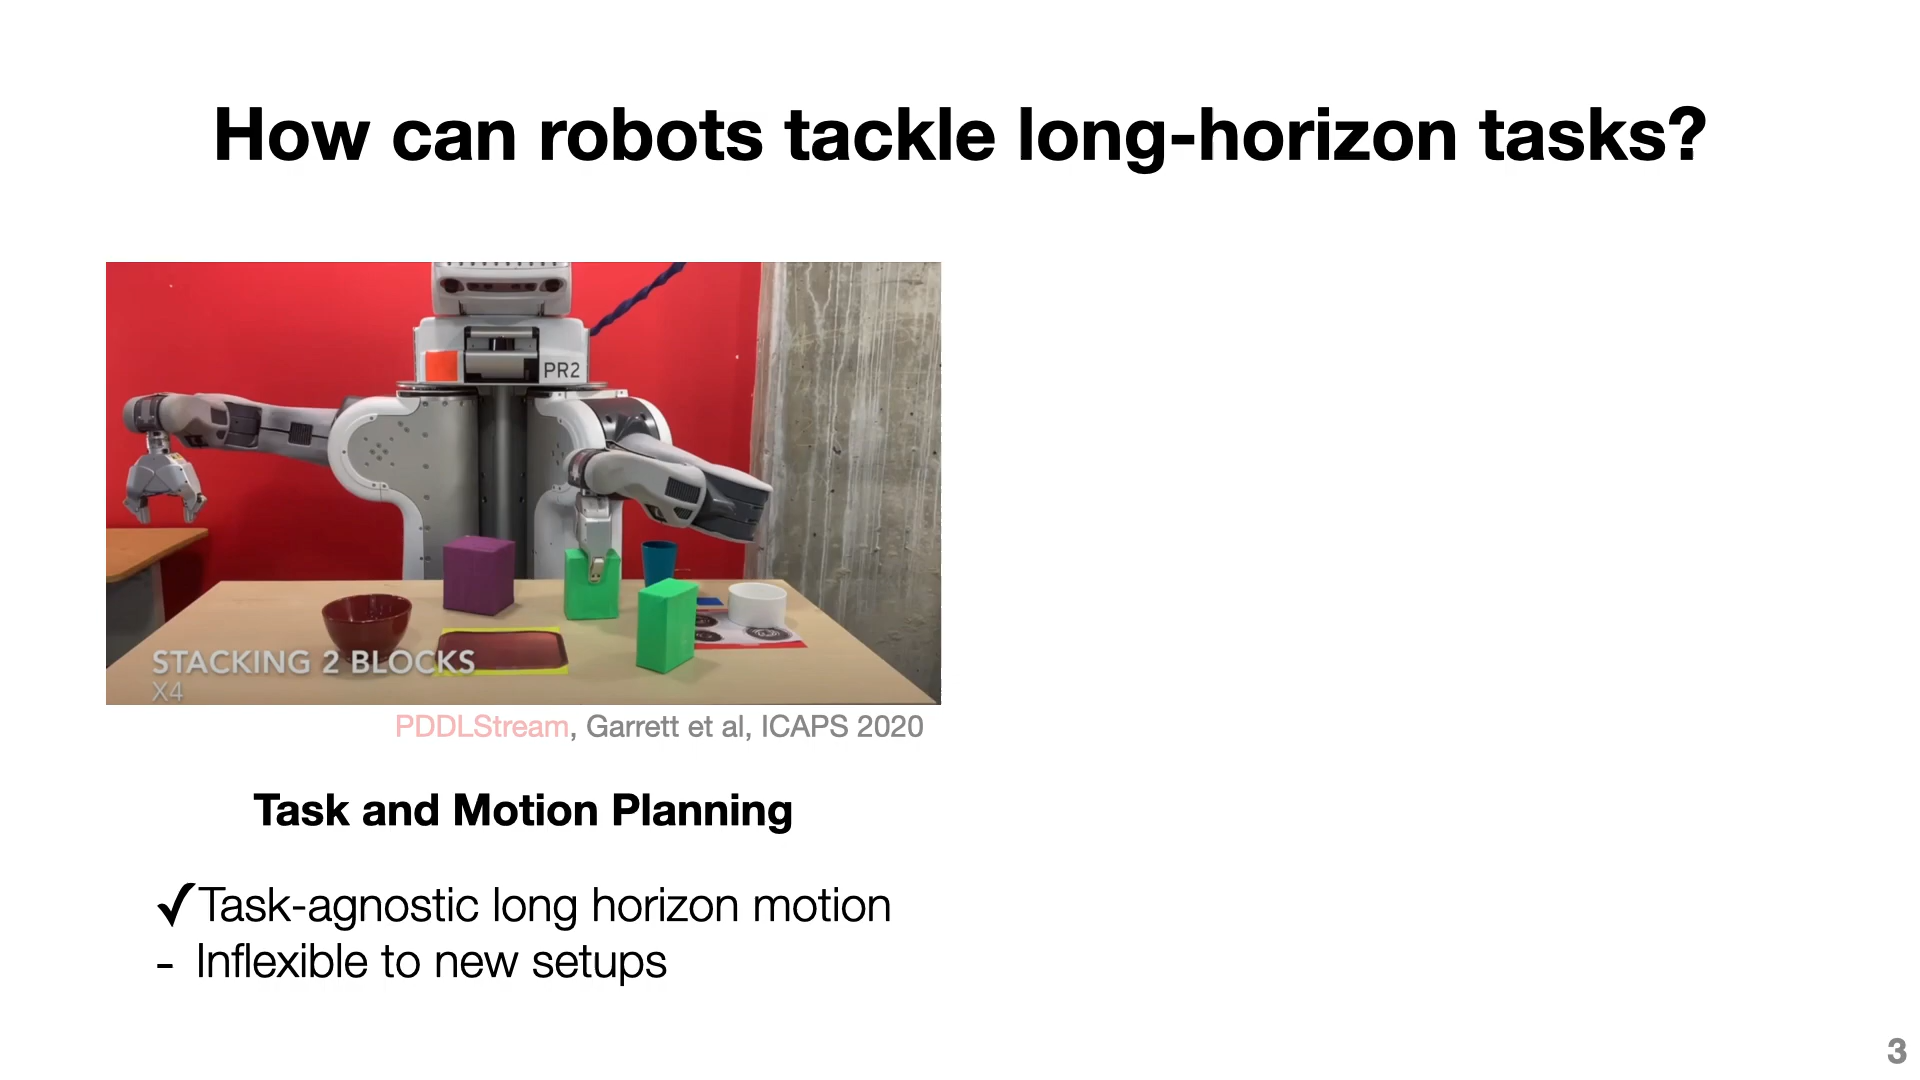 How can robots tackle long-horizon tasks?
PR2
STACKING 2 BLOCKS
X4
PDDLStream, Garrett et al, ICAPS 2020
Task and Motion Planning
✓Task-agnostic long horizon motion
- Inflexible to new setups
3